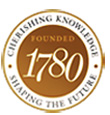 CHERISHING KNOWLEDGE
FOUNDED
1780
SHAPING THE FUTURE